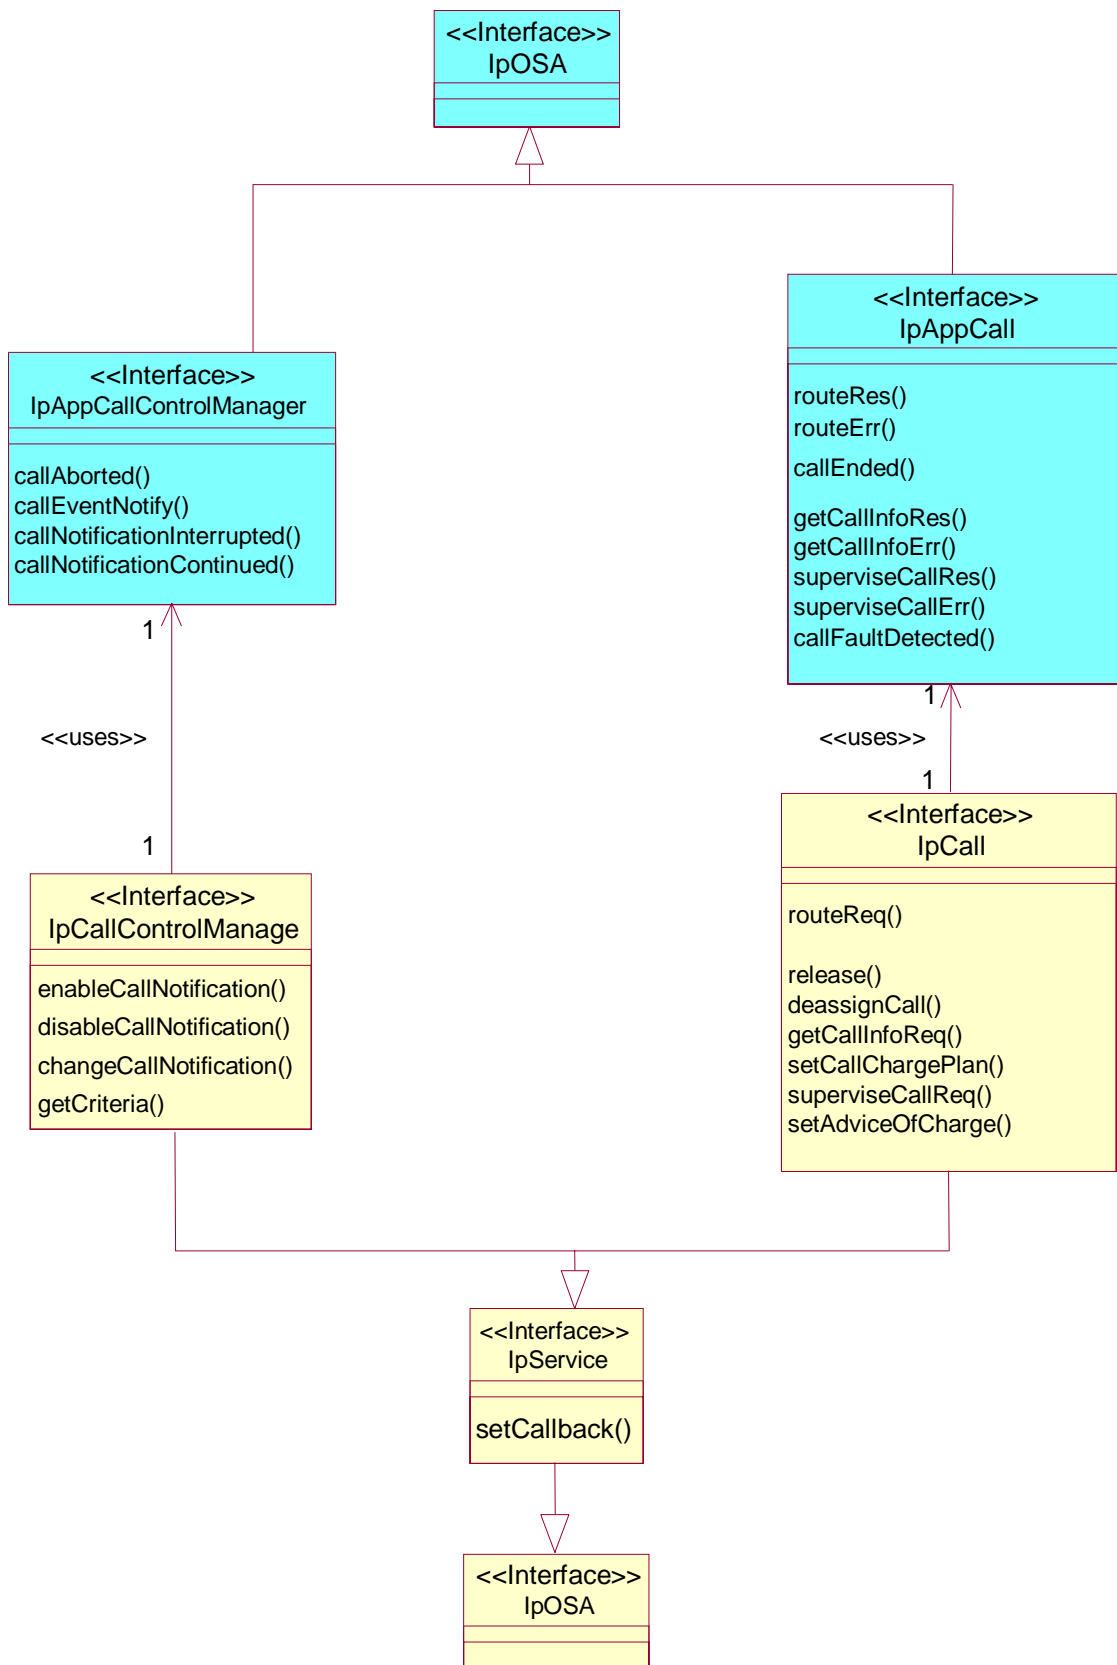 <<Interface>>
IpOSA
<<Interface>>
IpAppCall
routeRes()
routeErr()
callEnded()
getCallInfoRes()
getCallInfoErr()
superviseCallRes()
superviseCallErr()
callFaultDetected()
<<Interface>>
IpAppCallControlManager
callAborted()
callEventNotify()
callNotificationInterrupted()
callNotificationContinued()
1
<<uses>>
1
1
<<uses>>
1
<<Interface>>
IpCall
routeReq()
release()
deassignCall()
getCallInfoReq()
setCallChargePlan()
superviseCallReq()
setAdviceOfCharge()
<<Interface>>
IpCallControlManage
enableCallNotification()
disableCallNotification()
changeCallNotification()
getCriteria()
<<Interface>>
IpService
setCallback()
<<Interface>>
IpOSA